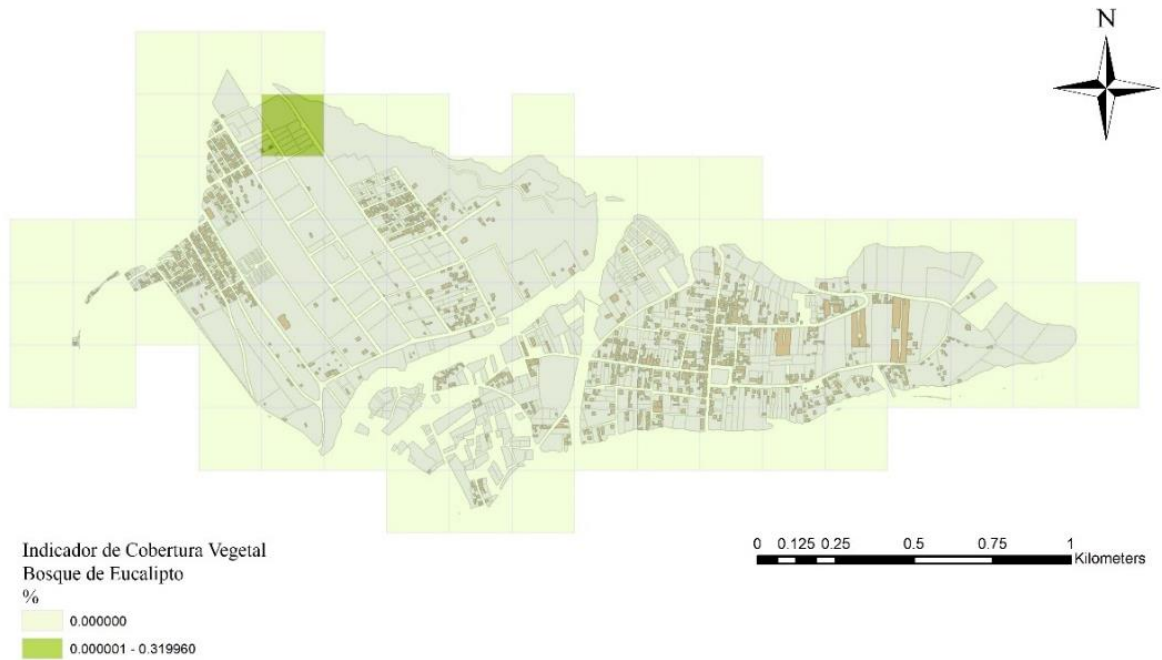 N
Indicador de Cobertura Vegetal
Bosque de Eucalipto
%
0.000000
0.000001 - 0.319960
0 0.125 0.25 0.5 0.75 1
Kilometers